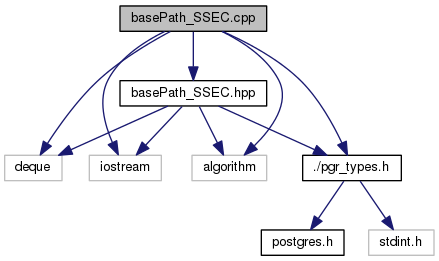 basePath_SSEC.cpp
basePath_SSEC.hpp
deque
iostream
algorithm
./pgr_types.h
postgres.h
stdint.h